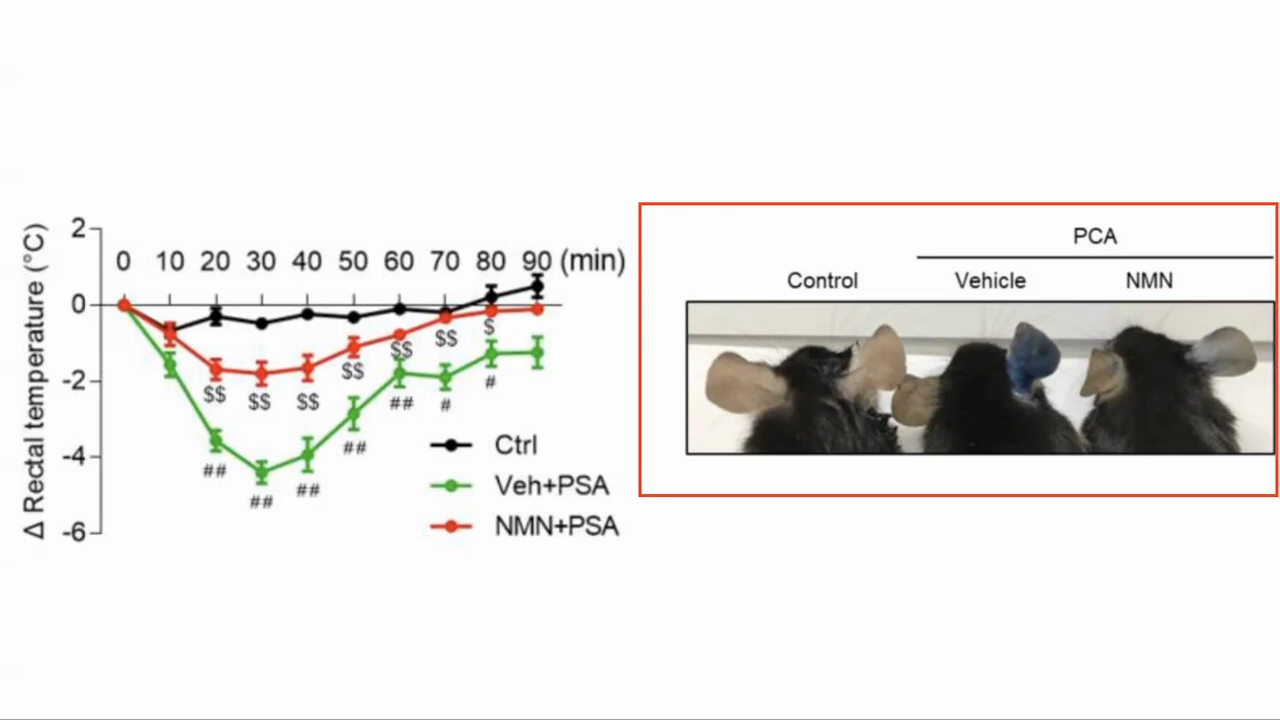 Δ Rectal temperature (°C)
2
0 10 20 30 40 50 60 70 80 90 (min)
0
-2
-4
-6
$$ $$ $$ $$ $$ $$ $
## ## ## ## ## # #
Ctrl
Veh+PSA
NMN+PSA
PCA
Control Vehicle NMN